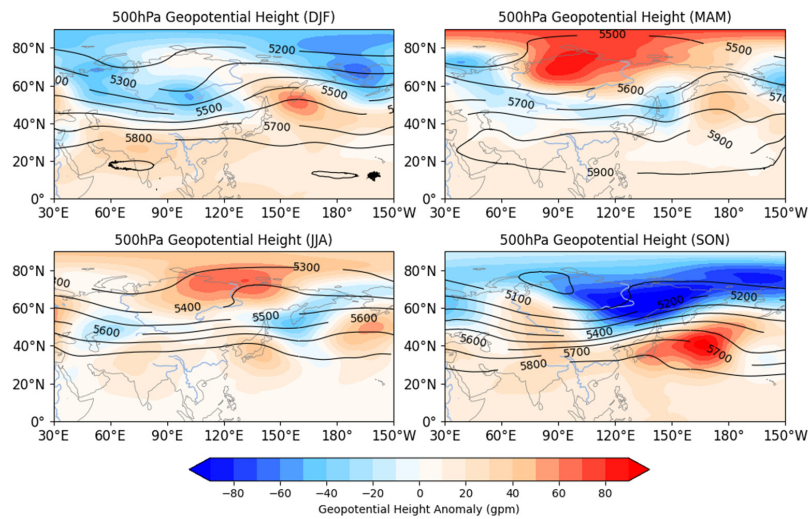 500hPa Geopotential Height (DJF)
500hPa Geopotential Height (MAM)
80°N
60°N
40°N
20°N
0°
30°E
60°E
90°E
120°E
150°E
180°
150°W
5200
5300
5500
5500
5700
5800
80°N
60°N
40°N
20°N
0°
30°E
60°E
90°E
120°E
150°E
180°
150°W
5500
5500
5600
5700
5900
5900
500hPa Geopotential Height (JJA)
500hPa Geopotential Height (SON)
80°N
60°N
40°N
20°N
0°
30°E
60°E
90°E
120°E
150°E
180°
150°W
5300
5400
5500
5600
5600
80°N
60°N
40°N
20°N
0°
30°E
60°E
90°E
120°E
150°E
180°
150°W
5100
5200
5200
5400
5600
5700
5700
5800
−80
−60
−40
−20
0
20
40
60
80
Geopotential Height Anomaly (gpm)